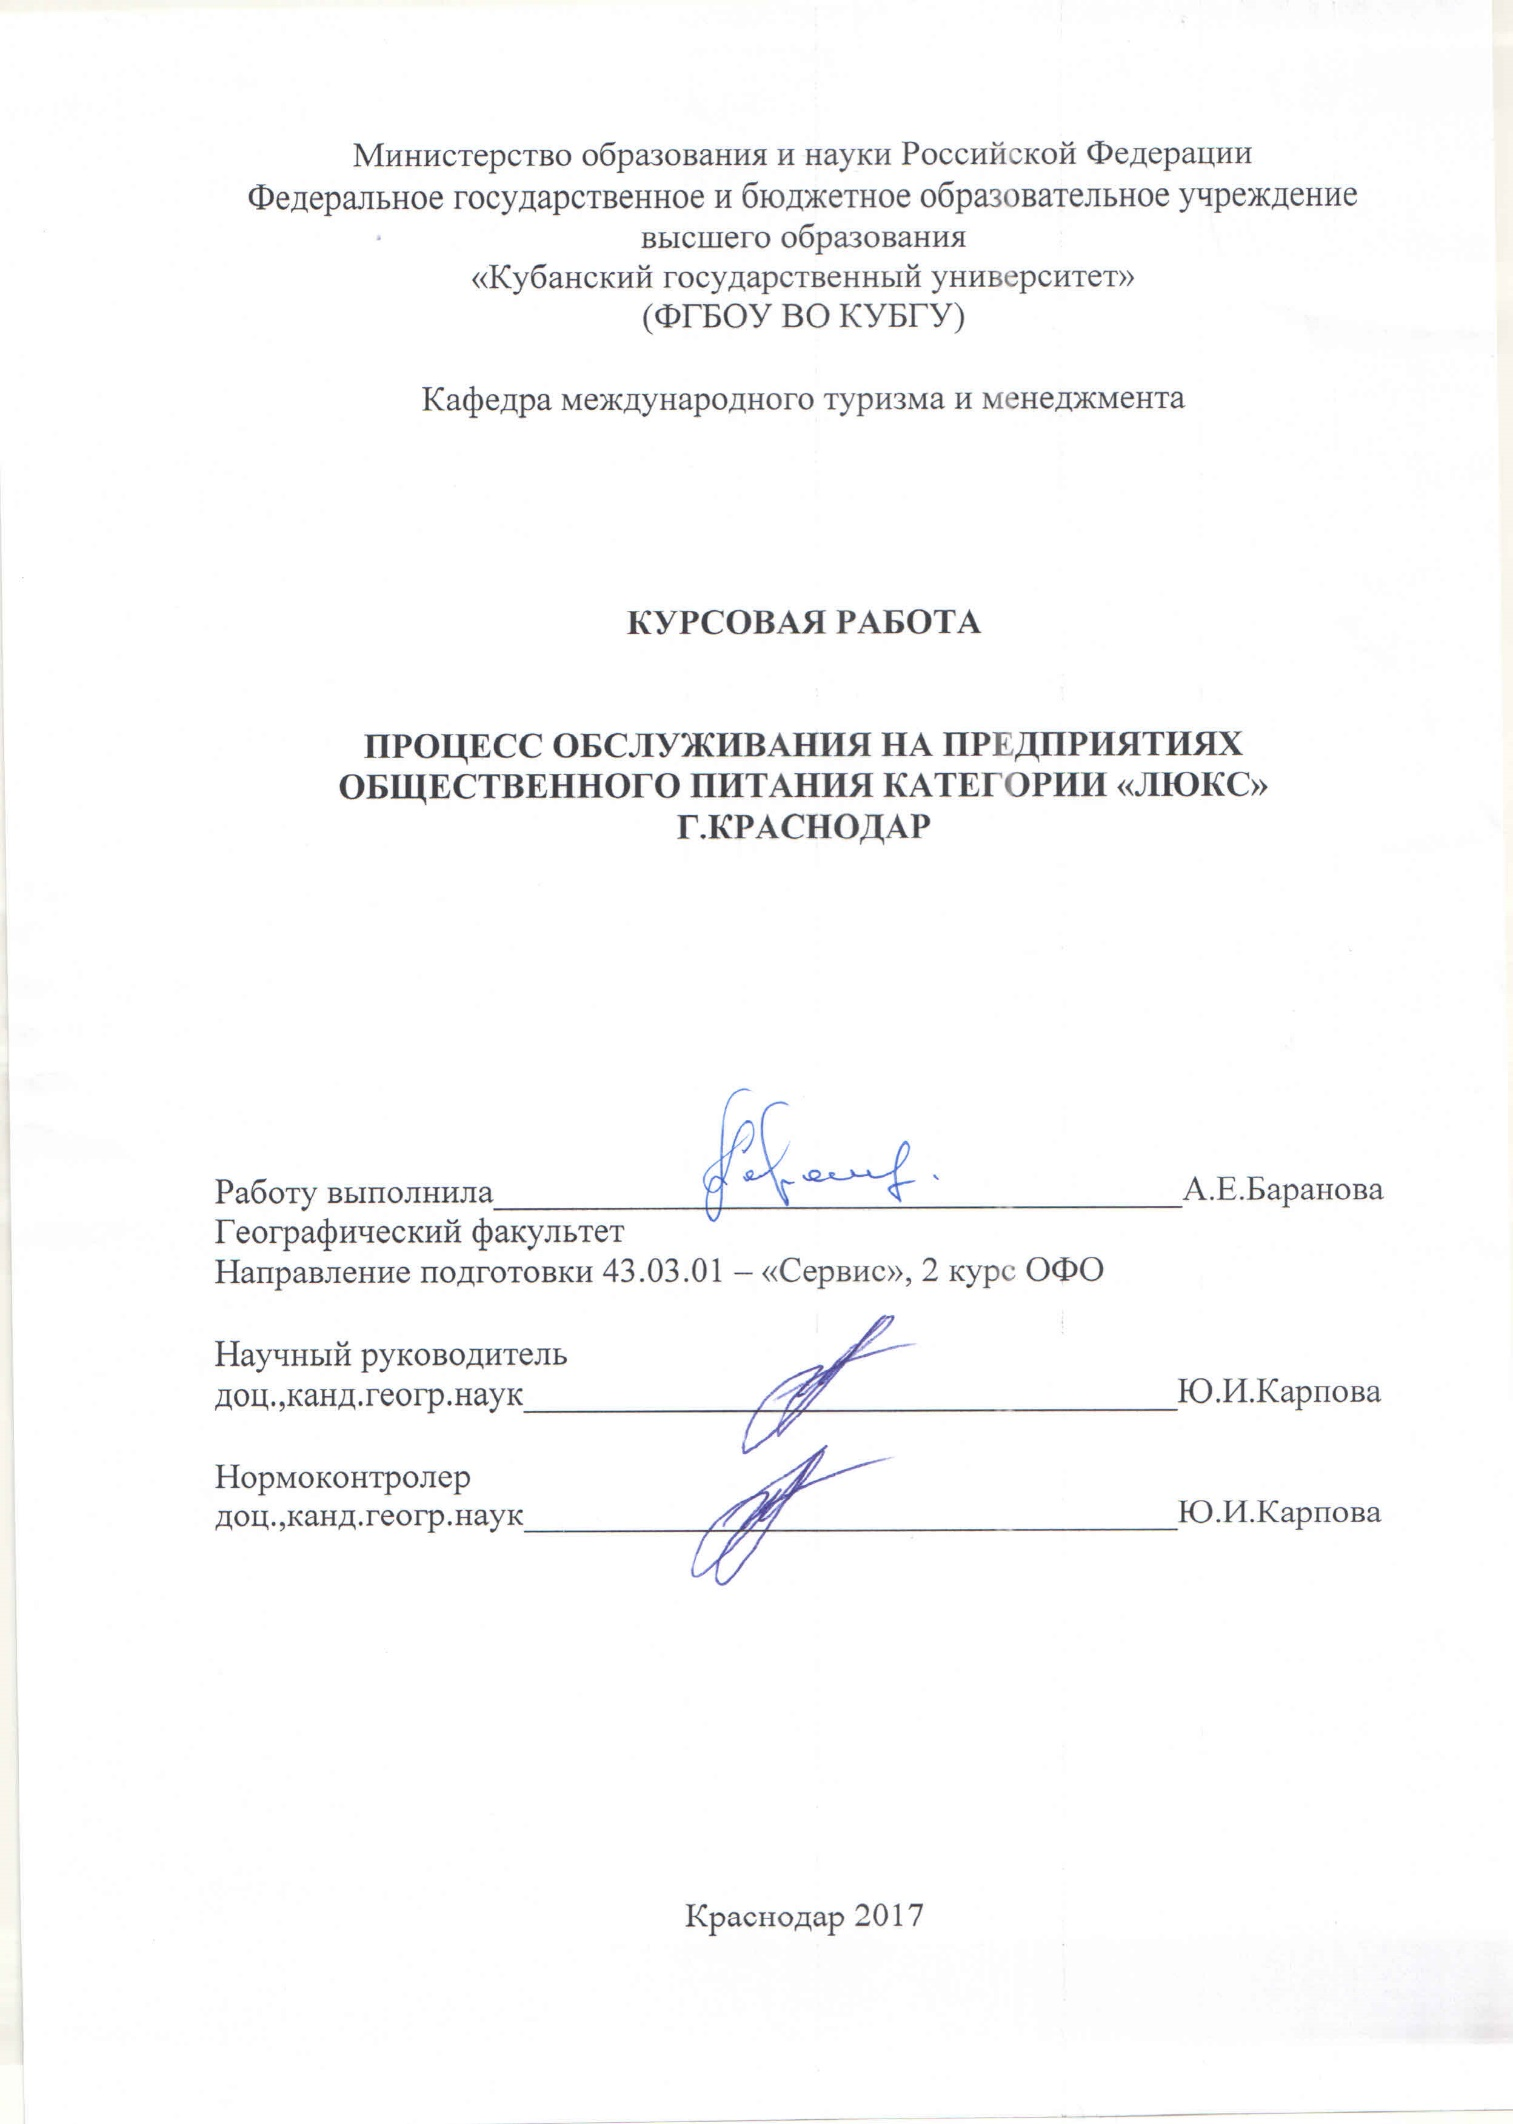 Министерство образования и науки Российской Федерации
Федеральное государственное и бюджетное образовательное учреждение
высшего образования
«Кубанский государственный университет»
(ФГБОУ ВО КУБГУ)
Кафедра международного туризма и менеджмента
КУРСОВАЯ РАБОТА
ПРОЦЕСС ОБСЛУЖИВАНИЯ НА ПРЕДПРИЯТИЯХ
ОБЩЕСТВЕННОГО ПИТАНИЯ КАТЕГОРИИ «ЛЮКС»
Г.КРАСНОДАР
Работу выполнила А.Е.Баранова
Географический факультет
Направление подготовки 43.03.01 – «Сервис», 2 курс ОФО
Научный руководитель
доц.,канд.геогр.наук Ю.И.Карпова
Нормоконтролер
доц.,канд.геогр.наук Ю.И.Карпова
Краснодар 2017